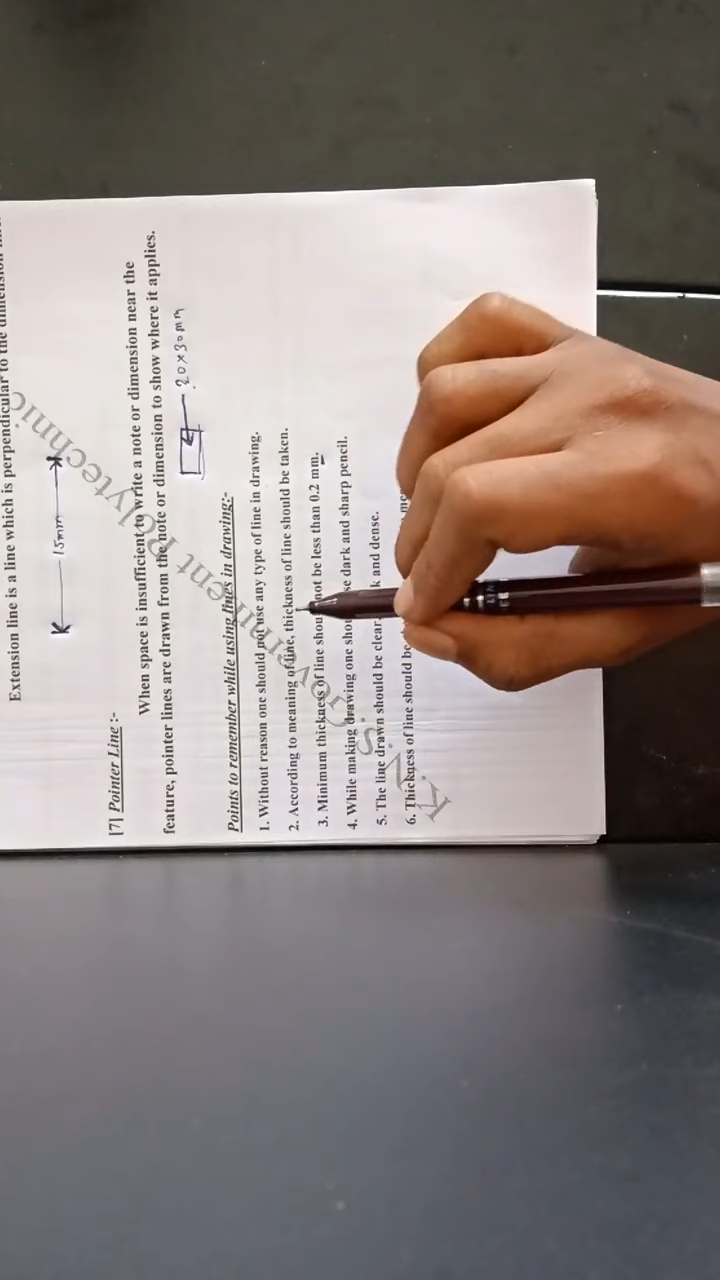 Extension line is a line which is perpendicular to the dimension
15mm
[7] Pointer Line :-
When space is insufficient to write a note or dimension near the
feature, pointer lines are drawn from the note or dimension to show where it applies.
20x30mm
Points to remember while using lines in drawing:-
1. Without reason one should not use any type of line in drawing.
2. According to meaning of line, thickness of line should be taken.
3. Minimum thickness of line should not be less than 0.2 mm.
4. While making drawing one should use dark and sharp pencil.
5. The line drawn should be clear, and dense.
6. Thickness of line should be
K.N.S. Government Polytechnic